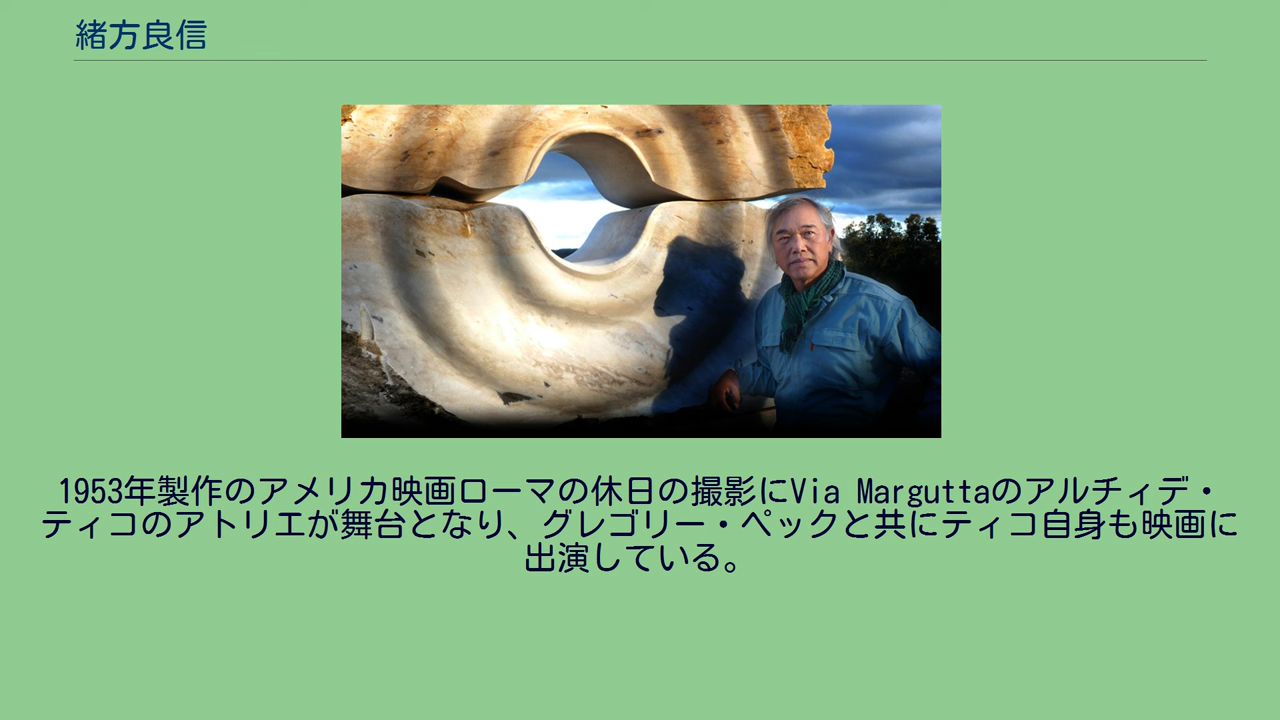 緒方良信
1953年製作のアメリカ映画ローマの休日の撮影にVia Marguttaのアルチィデ・
ティコのアトリエが舞台となり、グレゴリー・ペックと共にティコ自身も映画に
出演している。